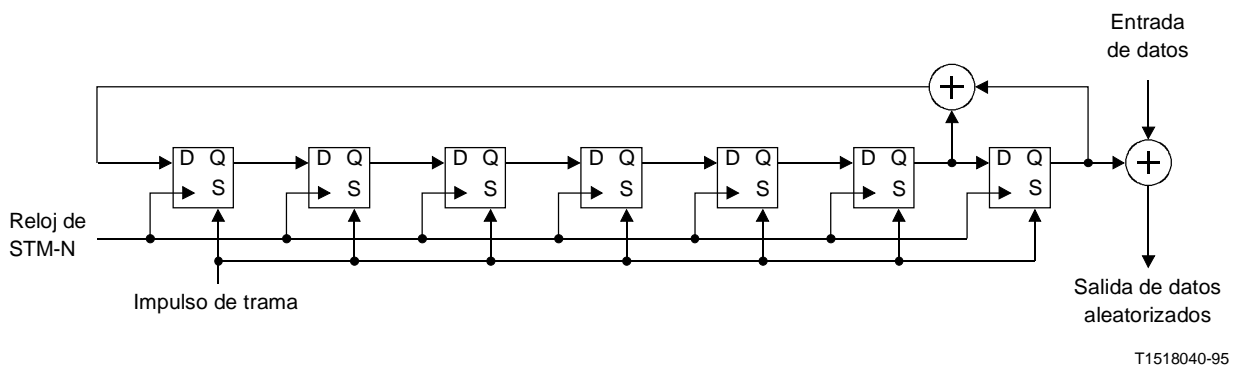 Entrada
de datos
+
D Q D Q D Q D Q D Q D Q D Q
+
S S S S S S S
Reloj de
STM-N
Impulso de trama
Salida de datos
aleatorizados
T1518040-95